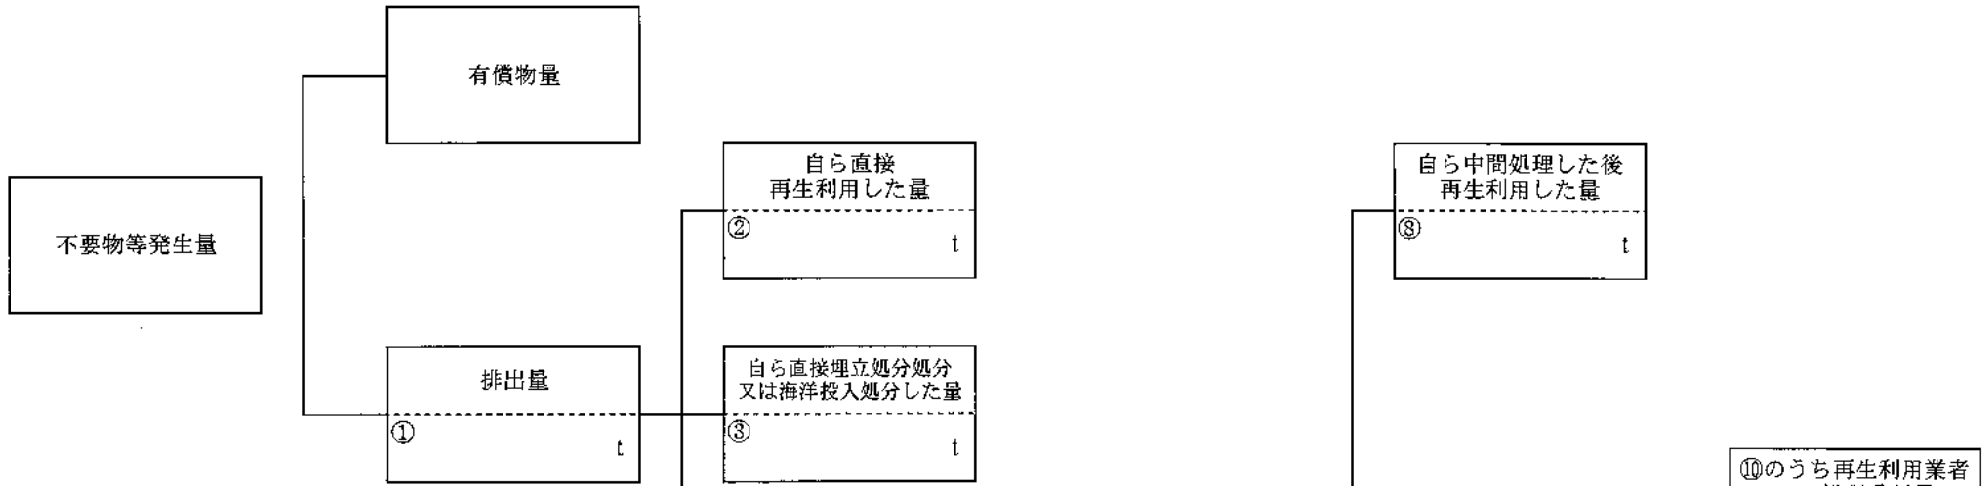 有償物量
不要物等発生量
排出量
①
t
自ら直接
再生利用した量
②
t
自ら直接埋立処分処分
又は海洋投入処分した量
③
t
自ら中間処理した後
再生利用した量
⑧
t
⑩のうち再生利用業者